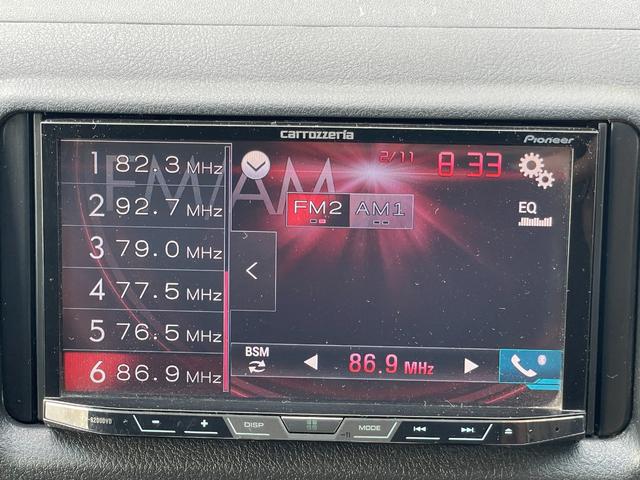 carrozzeria
Pioneer
FM/AM
2/11 8:33
1 82.3 MHz
2 92.7 MHz
3 79.0 MHz
4 77.5 MHz
5 76.5 MHz
6 86.9 MHz
FM2 AM1
EQ
BSM
86.9 MHz
DISP
MODE